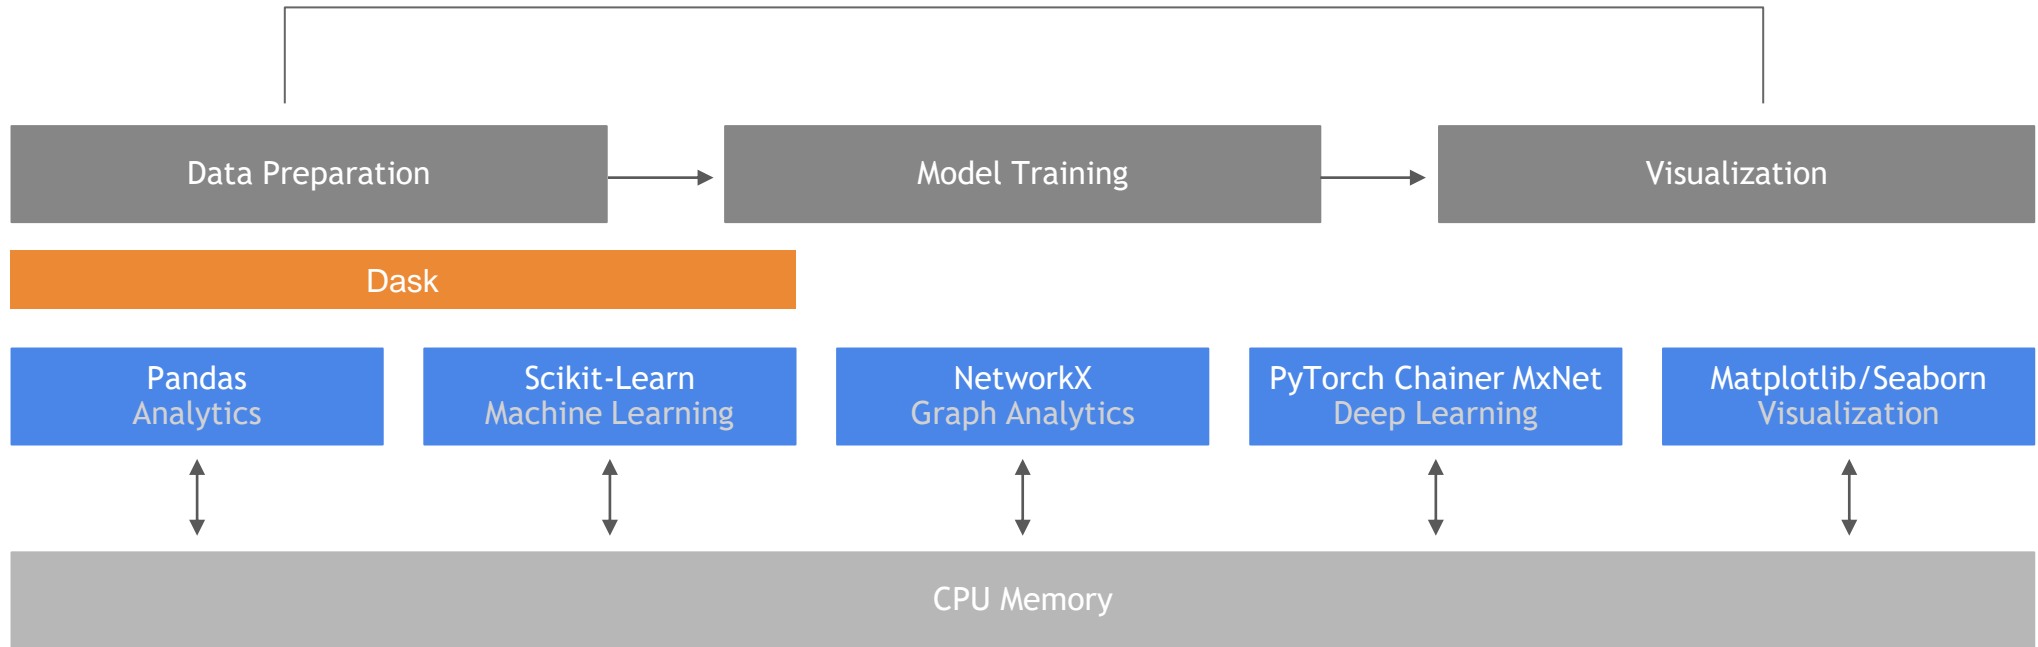 Data Preparation
Model Training
Visualization
Dask
Pandas
Analytics
Scikit-Learn
Machine Learning
NetworkX
Graph Analytics
PyTorch Chainer MxNet
Deep Learning
Matplotlib/Seaborn
Visualization
CPU Memory